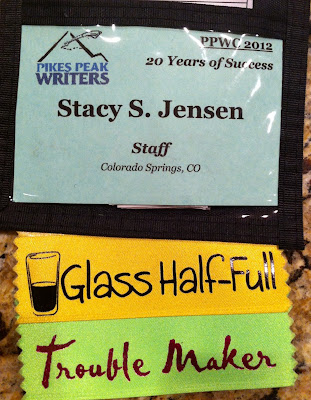 PPWC 2012
PIKES PEAK
WRITERS
20 Years of Success
Stacy S. Jensen
Staff
Colorado Springs, CO
Glass Half-Full
Trouble Maker